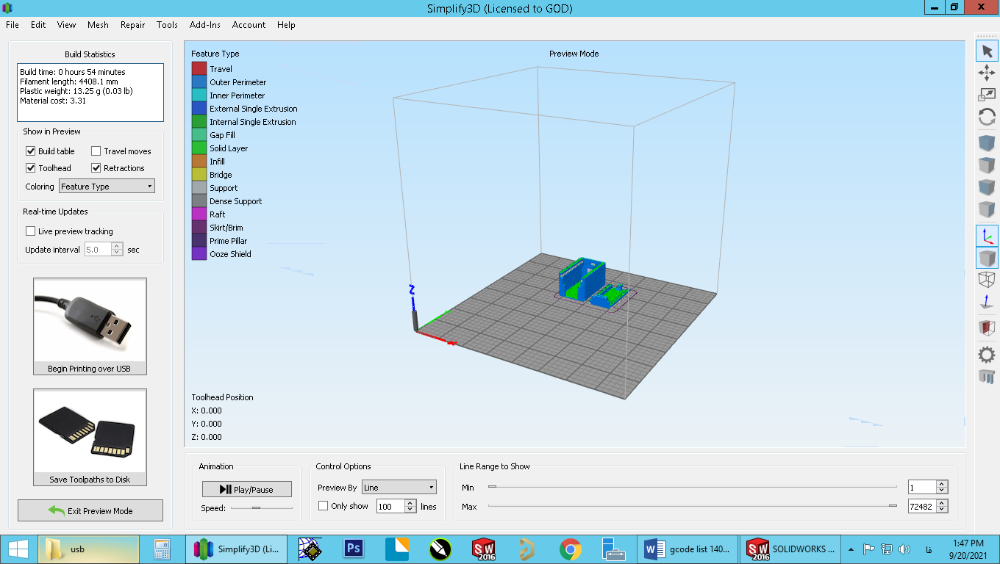 Simplify3D (Licensed to GOD)
File Edit View Mesh Repair Tools Add-Ins Account Help
Build Statistics
Build time: 0 hours 54 minutes
Filament length: 4408.1 mm
Plastic weight: 13.25 g (0.03 lb)
Material cost: 3.31
Show in Preview
Build table Travel moves
Toolhead Retractions
Coloring Feature Type
Real-time Updates
Live preview tracking
Update interval 5.0 sec
Begin Printing over USB
Save Toolpaths to Disk
Exit Preview Mode
Feature Type
Travel
Outer Perimeter
Inner Perimeter
External Single Extrusion
Internal Single Extrusion
Gap Fill
Solid Layer
Infill
Bridge
Support
Dense Support
Raft
Skirt/Brim
Prime Pillar
Ooze Shield
Preview Mode
Z
Toolhead Position
X: 0.000
Y: 0.000
Z: 0.000
Animation
Play/Pause
Speed:
Control Options
Preview By Line
Only show 100 lines
Line Range to Show
Min 1
Max 72482
usb
Simplify3D (Li...
Ps
SW
2016
W
gcode list 140...
SW
2016
SOLIDWORKS ...
فا
1:47 PM
9/20/2021